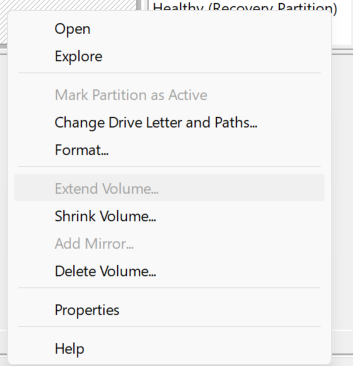 Healthy (Recovery Partition)
Open
Explore
Mark Partition as Active
Change Drive Letter and Paths...
Format...
Extend Volume...
Shrink Volume...
Add Mirror...
Delete Volume...
Properties
Help